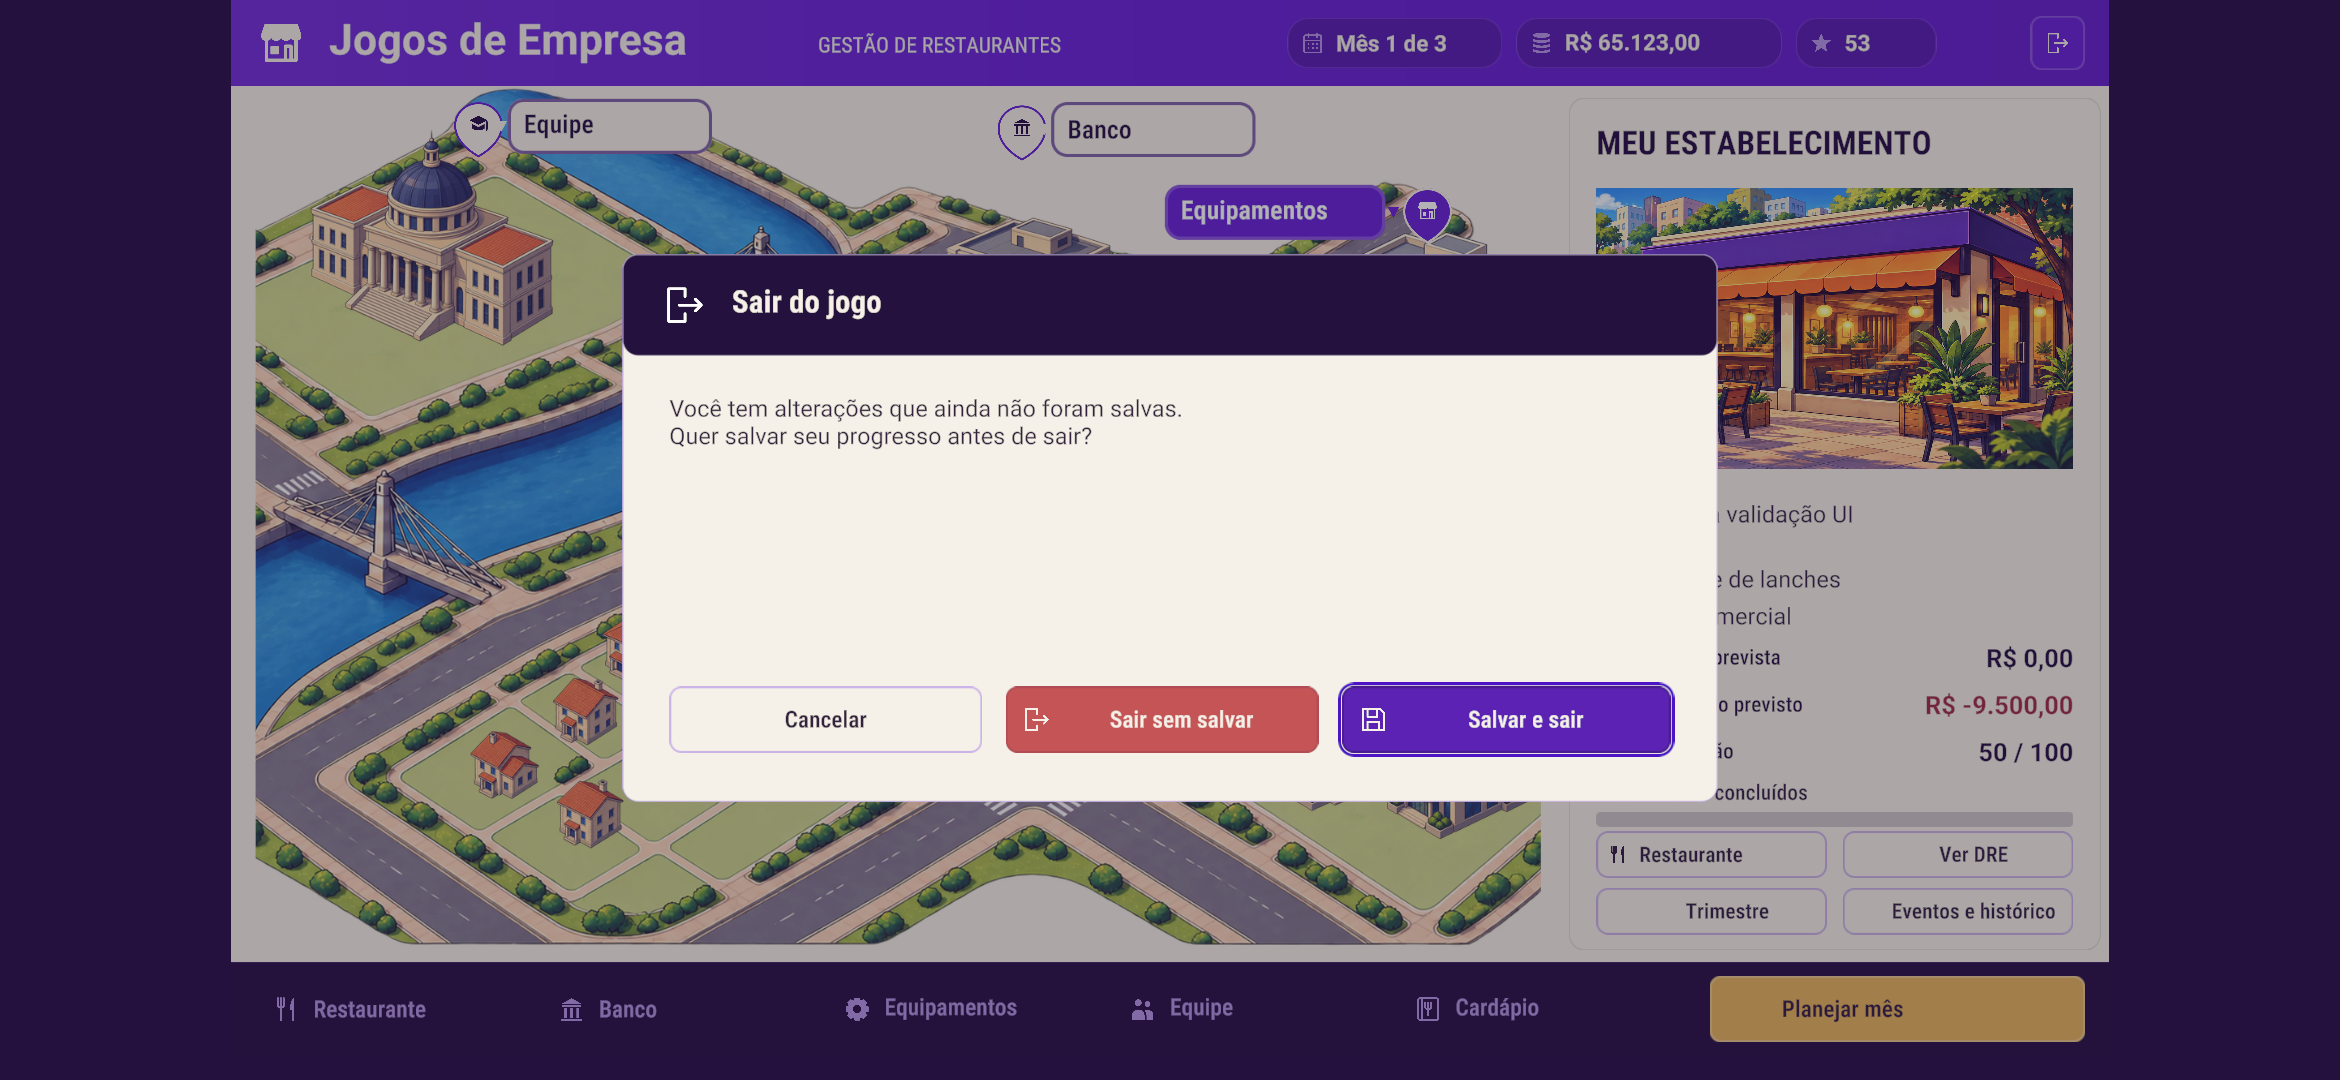 Jogos de Empresa
GESTÃO DE RESTAURANTES
Mês 1 de 3
R$ 65.123,00
53
Equipe
Banco
Equipamentos
MEU ESTABELECIMENTO
Sair do jogo
Você tem alterações que ainda não foram salvas.
Quer salvar seu progresso antes de sair?
Cancelar
Sair sem salvar
Salvar e sair
validação UI
de lanches
R$ 0,00
o previsto
R$ -9.500,00
50 / 100
concluídos
Restaurante
Ver DRE
Trimestre
Eventos e histórico
Restaurante
Banco
Equipamentos
Equipe
Cardápio
Planejar mês